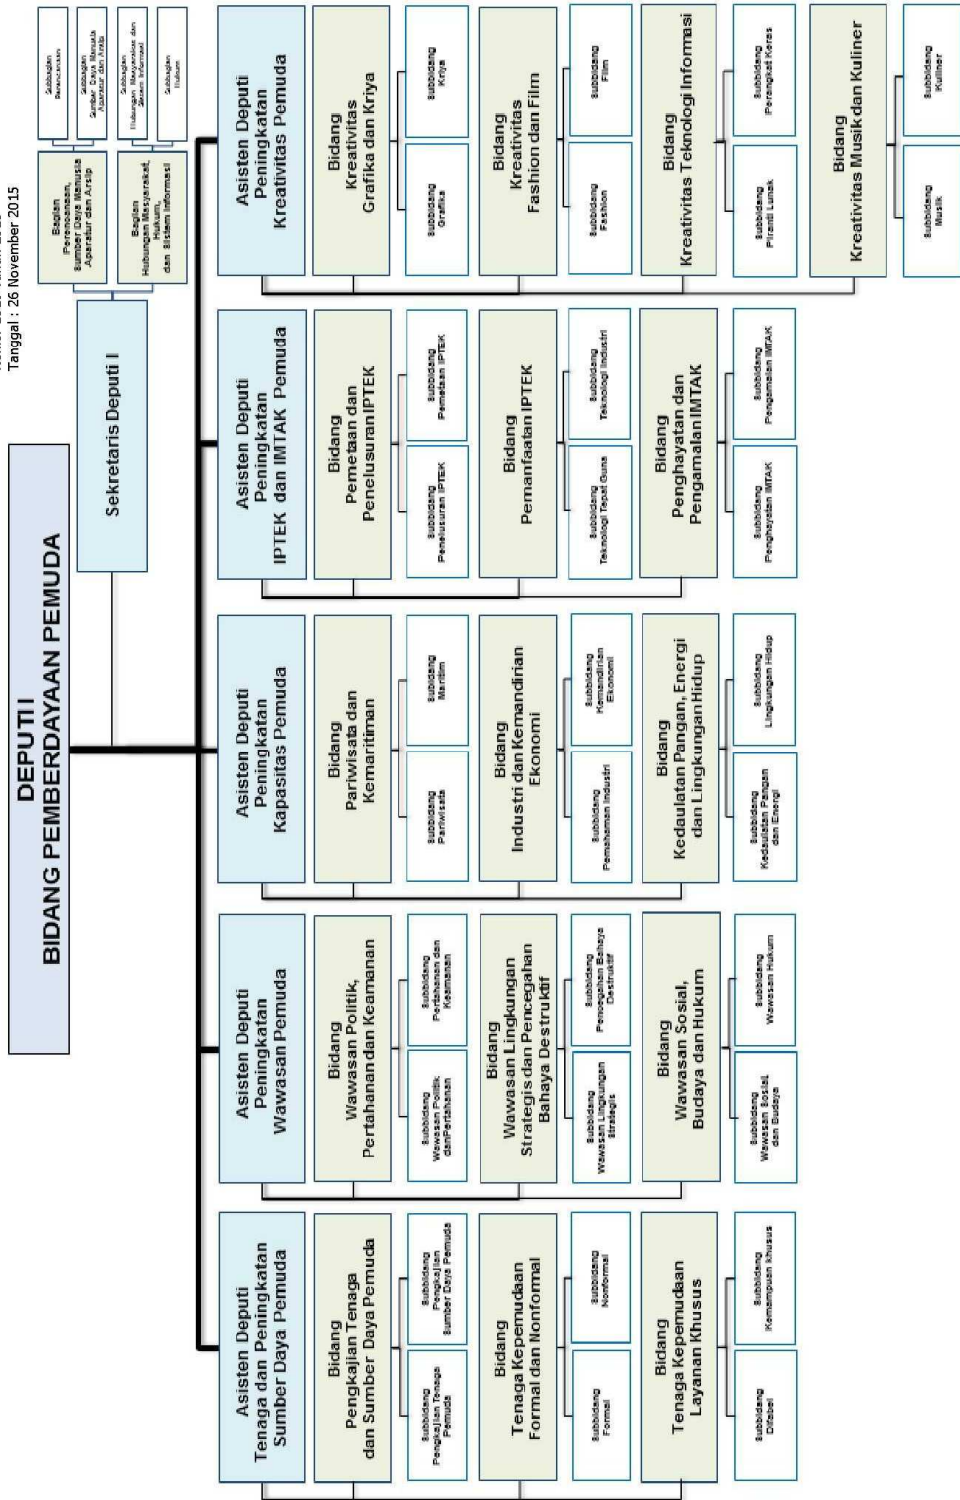 Tanggal : 26 November 2015
DEPUTI I
BIDANG PEMBERDAYAAN PEMUDA
Sekretaris Deputi I
Bagian
Perencanaan,
Sumber Daya Manusia
Aparatur dan Arsip
Subbagian
Perencanaan
Subbagian
Sumber Daya Manusia
Aparatur dan Arsip
Bagian
Hubungan Masyarakat,
Hukum,
dan Sistem Informasi
Subbagian
Hubungan Masyarakat dan
Sistem Informasi
Subbagian
Hukum
Asisten Deputi
Tenaga dan Peningkatan
Sumber Daya Pemuda
Bidang
Pengkajian Tenaga
dan Sumber Daya Pemuda
Subbidang
Pengkajian Tenaga
Pemuda
Subbidang
Pengkajian
Sumber Daya Pemuda
Bidang
Tenaga Kepemudaan
Formal dan Nonformal
Subbidang
Formal
Subbidang
Nonformal
Bidang
Tenaga Kepemudaan
Layanan Khusus
Subbidang
Difabel
Subbidang
Kemampuan khusus
Asisten Deputi
Peningkatan
Wawasan Pemuda
Bidang
Wawasan Politik,
Pertahanan dan Keamanan
Subbidang
Wawasan Politik
danPertahanan
Subbidang
Pertahanan dan
Keamanan
Bidang
Wawasan Lingkungan
Strategis dan Pencegahan
Bahaya Destruktif
Subbidang
Wawasan Lingkungan
Strategis
Subbidang
Pencegahan Bahaya
Destruktif
Bidang
Wawasan Sosial,
Budaya dan Hukum
Subbidang
Wawasan Sosial
dan Budaya
Subbidang
Wawasan Hukum
Asisten Deputi
Peningkatan
Kapasitas Pemuda
Bidang
Pariwisata dan
Kemaritiman
Subbidang
Pariwisata
Subidang
Maritim
Bidang
Industri dan Kemandirian
Ekonomi
Subbidang
Pemahaman Industri
Subbidang
Kemandirian
Ekonomi
Bidang
Kedaulatan Pangan, Energi
dan Lingkungan Hidup
Subbidang
Kedaulatan Pangan
dan Energi
Subbidang
Lingkungan Hidup
Asisten Deputi
Peningkatan
IPTEK dan IMTAK Pemuda
Bidang
Pemetaan dan
Penelusuran IPTEK
Subbidang
Penelusuran IPTEK
Subbidang
Pemetaan IPTEK
Bidang
Pemanfaatan IPTEK
Subbidang
Teknologi Tepat Guna
Subbidang
Teknologi Industri
Bidang
Penghayatan dan
Pengamalan IMTAK
Subbidang
Penghayatan IMTAK
Subbidang
Pengamalan IMTAK
Asisten Deputi
Peningkatan
Kreativitas Pemuda
Bidang
Kreativitas
Grafika dan Kriya
Subbidang
Grafika
Subbidang
Kriya
Bidang
Kreativitas
Fashion dan Film
Subbidang
Fashion
Subbidang
Film
Bidang
Kreativitas Teknologi Informasi
Subbidang
Piranti Lunak
Subbidang
Perangkat Keras
Bidang
Kreativitas Musik dan Kuliner
Subbidang
Musik
Subbidang
Kuliner